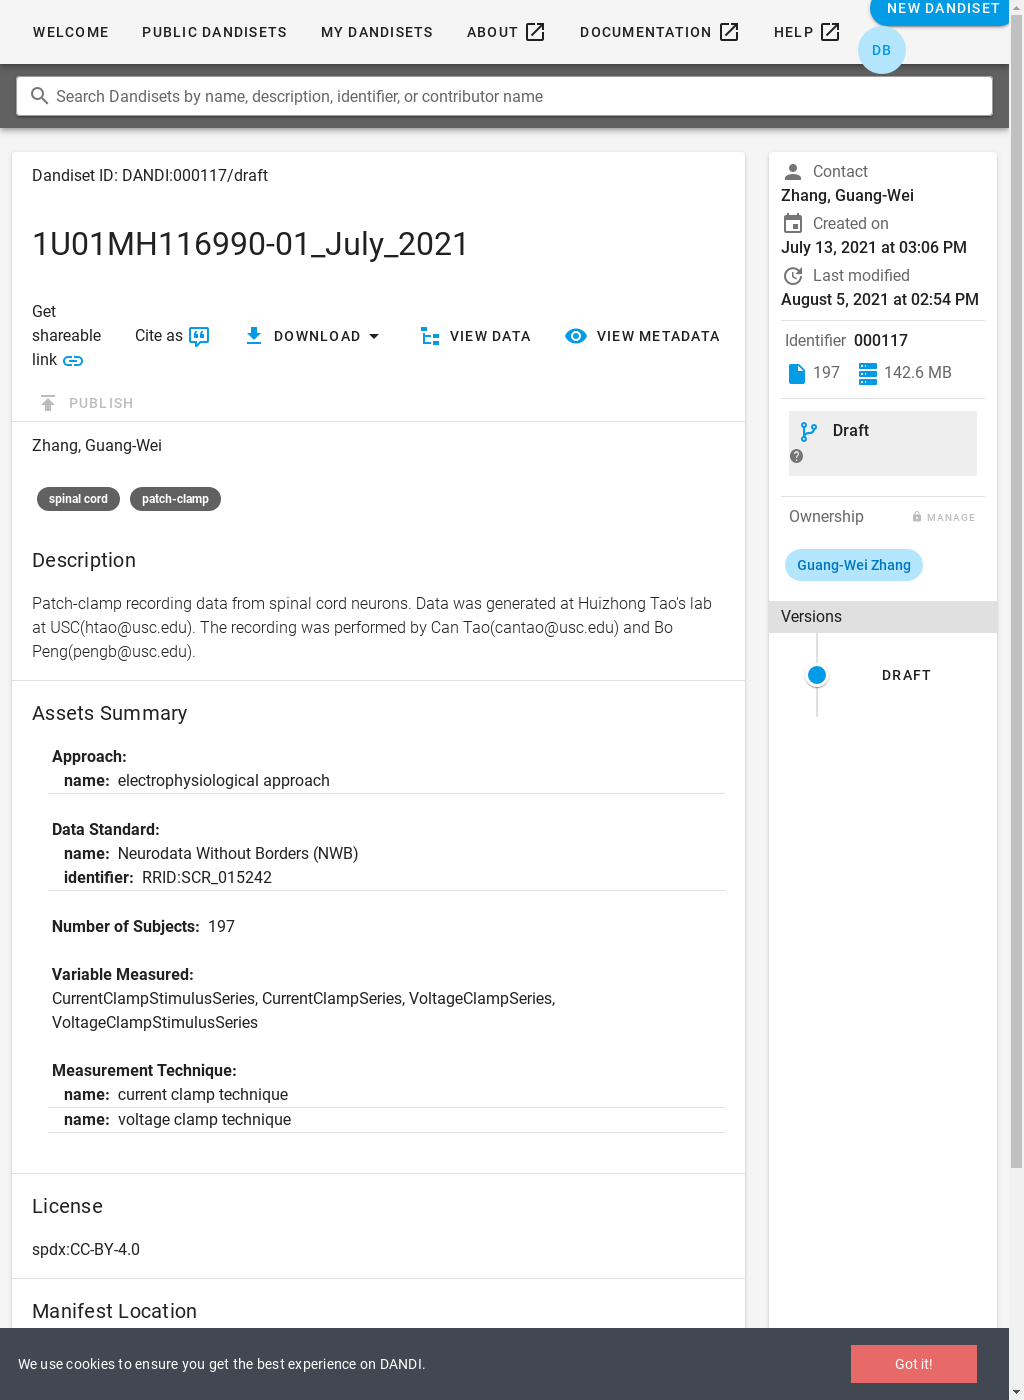 WELCOME
PUBLIC DANDISETS
MY DANDISETS
ABOUT
DOCUMENTATION
HELP
NEW DANDISET
DB
Search Dandisets by name, description, identifier, or contributor name
Dandiset ID: DANDI:000117/draft
1U01MH116990-01_July_2021
Get
shareable
link
Cite as
DOWNLOAD
VIEW DATA
VIEW METADATA
PUBLISH
Zhang, Guang-Wei
spinal cord
patch-clamp
Description
Patch-clamp recording data from spinal cord neurons. Data was generated at Huizhong Tao's lab
at USC(htao@usc.edu). The recording was performed by Can Tao(cantao@usc.edu) and Bo
Peng(pengb@usc.edu).
Assets Summary
Approach:
name: electrophysiological approach
Data Standard:
name: Neurodata Without Borders (NWB)
identifier: RRID:SCR_015242
Number of Subjects: 197
Variable Measured:
CurrentClampStimulusSeries, CurrentClampSeries, VoltageClampSeries,
VoltageClampStimulusSeries
Measurement Technique:
name: current clamp technique
name: voltage clamp technique
License
spdx:CC-BY-4.0
Manifest Location
Contact
Zhang, Guang-Wei
Created on
July 13, 2021 at 03:06 PM
Last modified
August 5, 2021 at 02:54 PM
Identifier 000117
197
142.6 MB
Draft
Ownership
MANAGE
Guang-Wei Zhang
Versions
DRAFT
We use cookies to ensure you get the best experience on DANDI.
Got it!